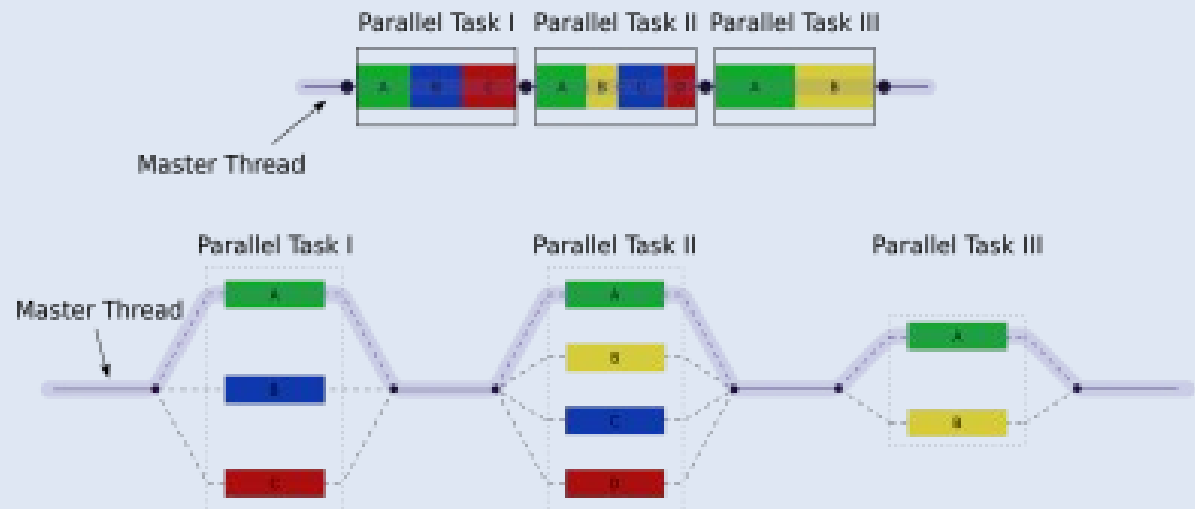 Parallel Task I Parallel Task II Parallel Task III
A B C A B C D A B
Master Thread
Parallel Task I Parallel Task II Parallel Task III
A A
Master Thread
A
B
B
C
B
C D